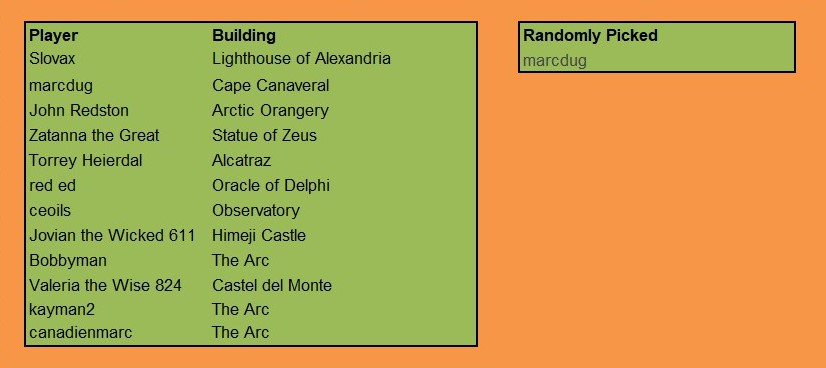 Player Building
Slovax Lighthouse of Alexandria
marcdug Cape Canaveral
John Redston Arctic Orangery
Zatanna the Great Statue of Zeus
Torrey Heierdal Alcatraz
red ed Oracle of Delphi
ceoils Observatory
Jovian the Wicked 611 Himeji Castle
Bobbyman The Arc
Valeria the Wise 824 Castel del Monte
kayman2 The Arc
canadienmarc The Arc
Randomly Picked
marcdug